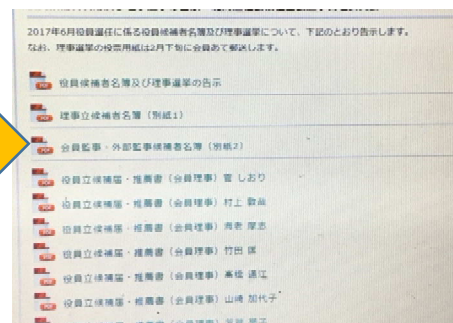 2017年6月役員選任に係る役員候補者名簿及び理事選挙について、下記のとおり告示します。
なお、理事選挙の投票用紙は2月下旬に会員あて郵送します。
役員候補者名簿及び理事選挙の告示
理事立候補者名簿（別紙1）
会員監事・外部監事候補者名簿（別紙2）
役員立候補届・推薦書（会員理事）菅 しおり
役員立候補届・推薦書（会員理事）村上
役員立候補届・推薦書（会員理事）海老 厚志
役員立候補届・推薦書（会員理事）竹田
役員立候補届・推薦書（会員理事）
役員立候補届・推薦書（会員理事）山崎 加代子